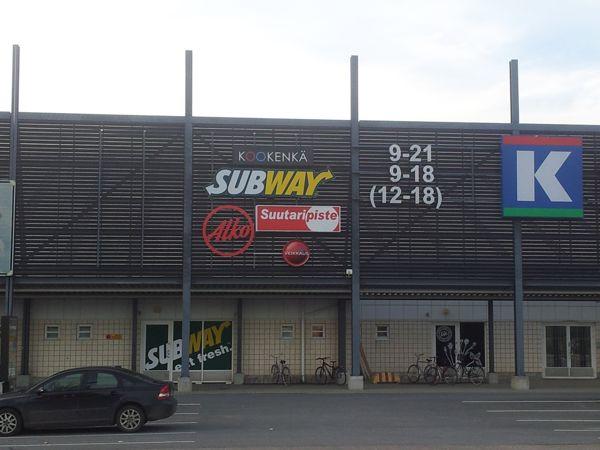 KOOKENKÄ
SUBWAY
Alko
Suutaripiste
VEIKKAUS
9-21
9-18
(12-18)
K
SUBWAY
eat fresh.